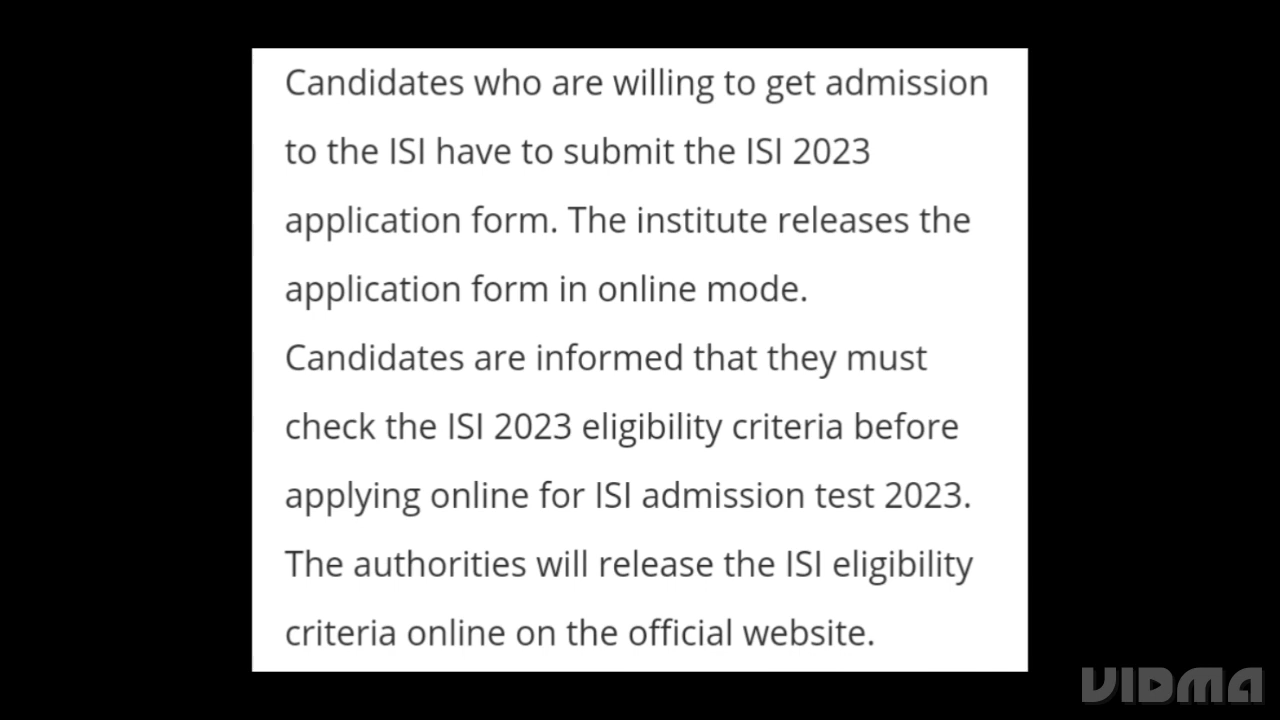 Candidates who are willing to get admission
to the ISI have to submit the ISI 2023
application form. The institute releases the
application form in online mode.
Candidates are informed that they must
check the ISI 2023 eligibility criteria before
applying online for ISI admission test 2023.
The authorities will release the ISI eligibility
criteria online on the official website.
VIDMA